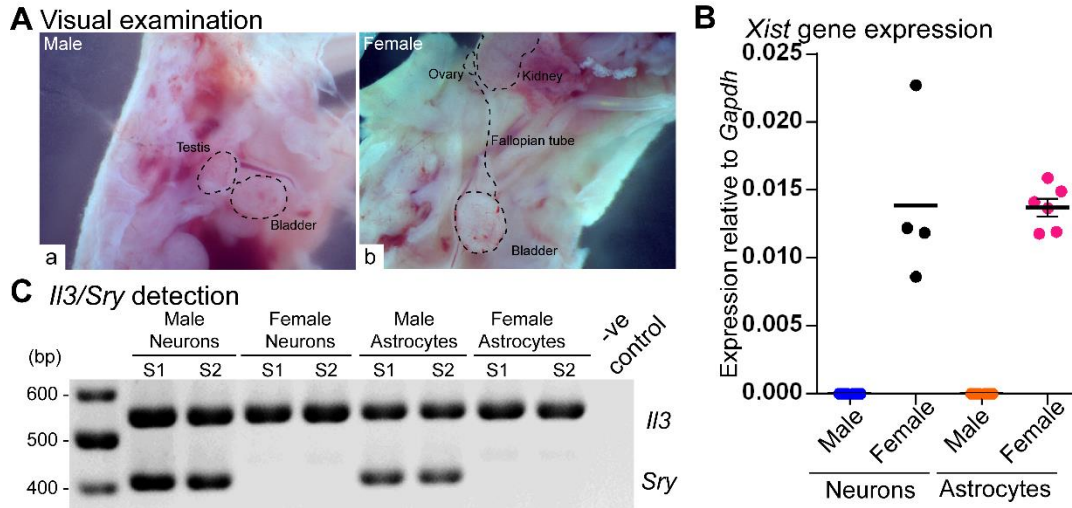 A Visual examination
Male
Testis
Bladder
a
Female
Ovary
Kidney
Fallopian tube
Bladder
b
B
Xist gene expression
Expression relative to Gapdh
0.025
0.020
0.015
0.010
0.005
0.000
Male
Female
Male
Female
Neurons
Astrocytes
C Il3/Sry detection
(bp)
Male
Neurons
Female
Neurons
Male
Astrocytes
Female
Astrocytes
-ve
control
S1 S2 S1 S2 S1 S2 S1 S2
600 -
500 -
400 -
Il3
Sry